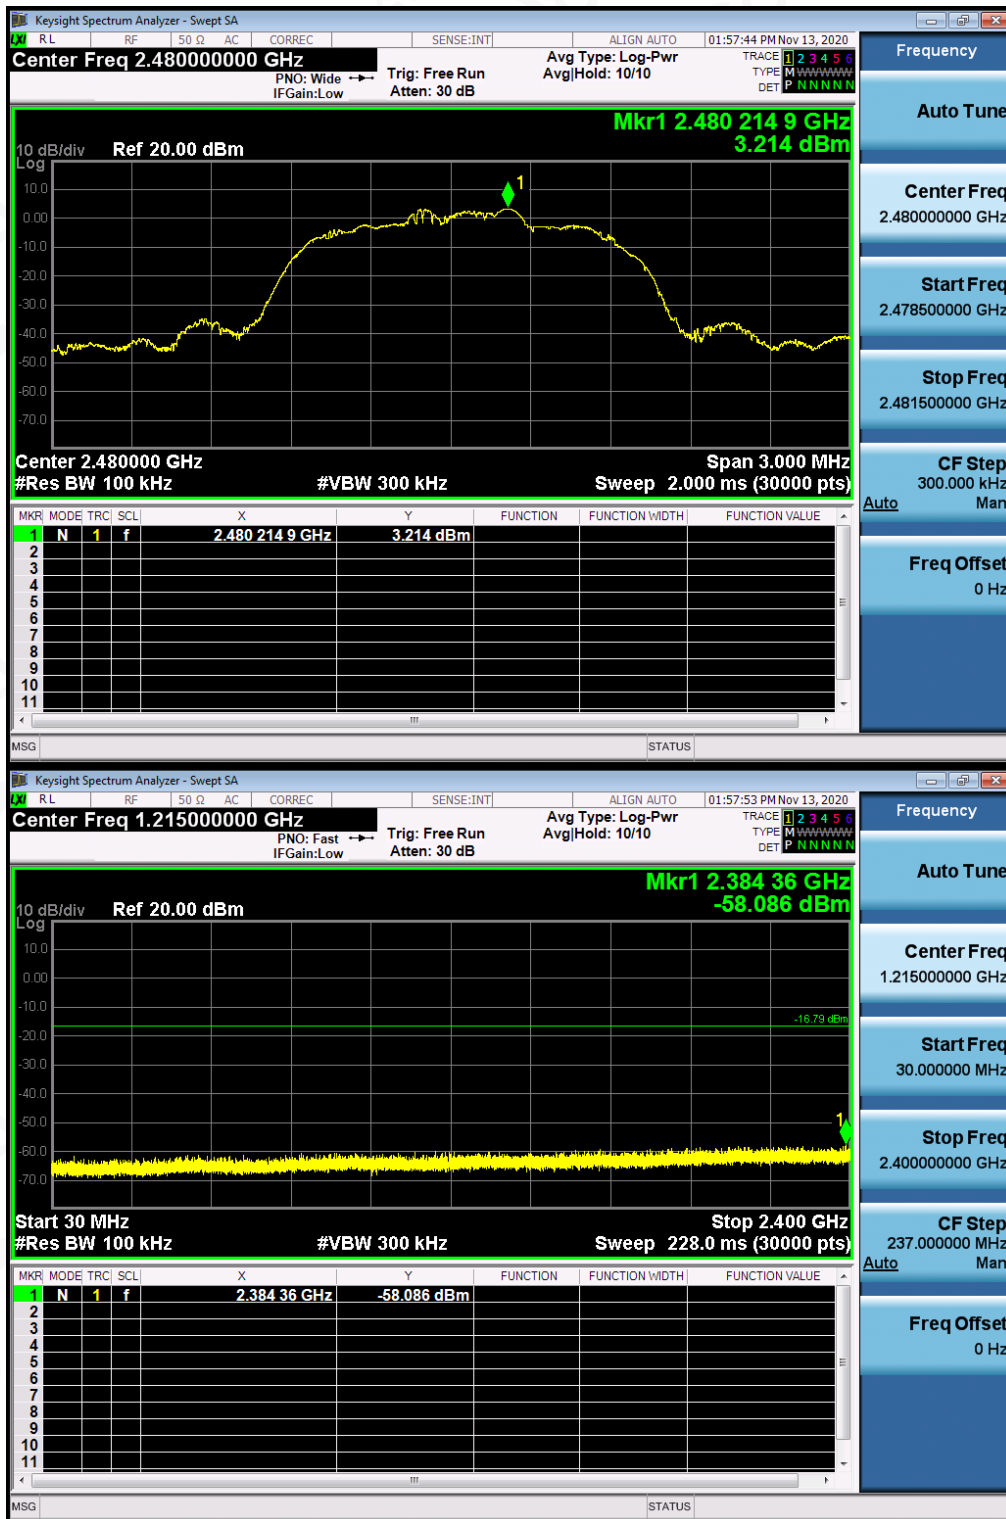 Keysight Spectrum Analyzer - Swept SA
LXI RL RF 50 Ω AC CORREC SENSE:INT ALIGN AUTO 01:57:44 PM Nov 13, 2020
Center Freq 2.480000000 GHz
PNO: Wide
IFGain:Low
Trig: Free Run
Atten: 30 dB
Avg Type: Log-Pwr
Avg|Hold: 10/10
TRACE 1 2 3 4 5 6
TYPE M WWWWW
DET P N N N N N
Mkr1 2.480 214 9 GHz
3.214 dBm
10 dB/div Ref 20.00 dBm
Log
10.0
0.00
-10.0
-20.0
-30.0
-40.0
-50.0
-60.0
-70.0
1
Center 2.480000 GHz Span 3.000 MHz
#Res BW 100 kHz #VBW 300 kHz Sweep 2.000 ms (30000 pts)
MKR MODE TRC SCL X Y FUNCTION FUNCTION WIDTH FUNCTION VALUE
1 N 1 f 2.480 214 9 GHz 3.214 dBm
2
3
4
5
6
7
8
9
10
11
MSG STATUS
Frequency
Auto Tune
Center Freq
2.480000000 GHz
Start Freq
2.478500000 GHz
Stop Freq
2.481500000 GHz
CF Step
300.000 kHz
Auto Man
Freq Offset
0 Hz
Keysight Spectrum Analyzer - Swept SA
LXI RL RF 50 Ω AC CORREC SENSE:INT ALIGN AUTO 01:57:53 PM Nov 13, 2020
Center Freq 1.215000000 GHz
PNO: Fast
IFGain:Low
Trig: Free Run
Atten: 30 dB
Avg Type: Log-Pwr
Avg|Hold: 10/10
TRACE 1 2 3 4 5 6
TYPE M WWWWW
DET P N N N N N
Mkr1 2.384 36 GHz
-58.086 dBm
10 dB/div Ref 20.00 dBm
Log
10.0
0.00
-10.0
-20.0
-30.0
-40.0
-50.0
-60.0
-70.0
-16.79 dBm
1
Start 30 MHz Stop 2.400 GHz
#Res BW 100 kHz #VBW 300 kHz Sweep 228.0 ms (30000 pts)
MKR MODE TRC SCL X Y FUNCTION FUNCTION WIDTH FUNCTION VALUE
1 N 1 f 2.384 36 GHz -58.086 dBm
2
3
4
5
6
7
8
9
10
11
MSG STATUS
Frequency
Auto Tune
Center Freq
1.215000000 GHz
Start Freq
30.000000 MHz
Stop Freq
2.400000000 GHz
CF Step
237.000000 MHz
Auto Man
Freq Offset
0 Hz